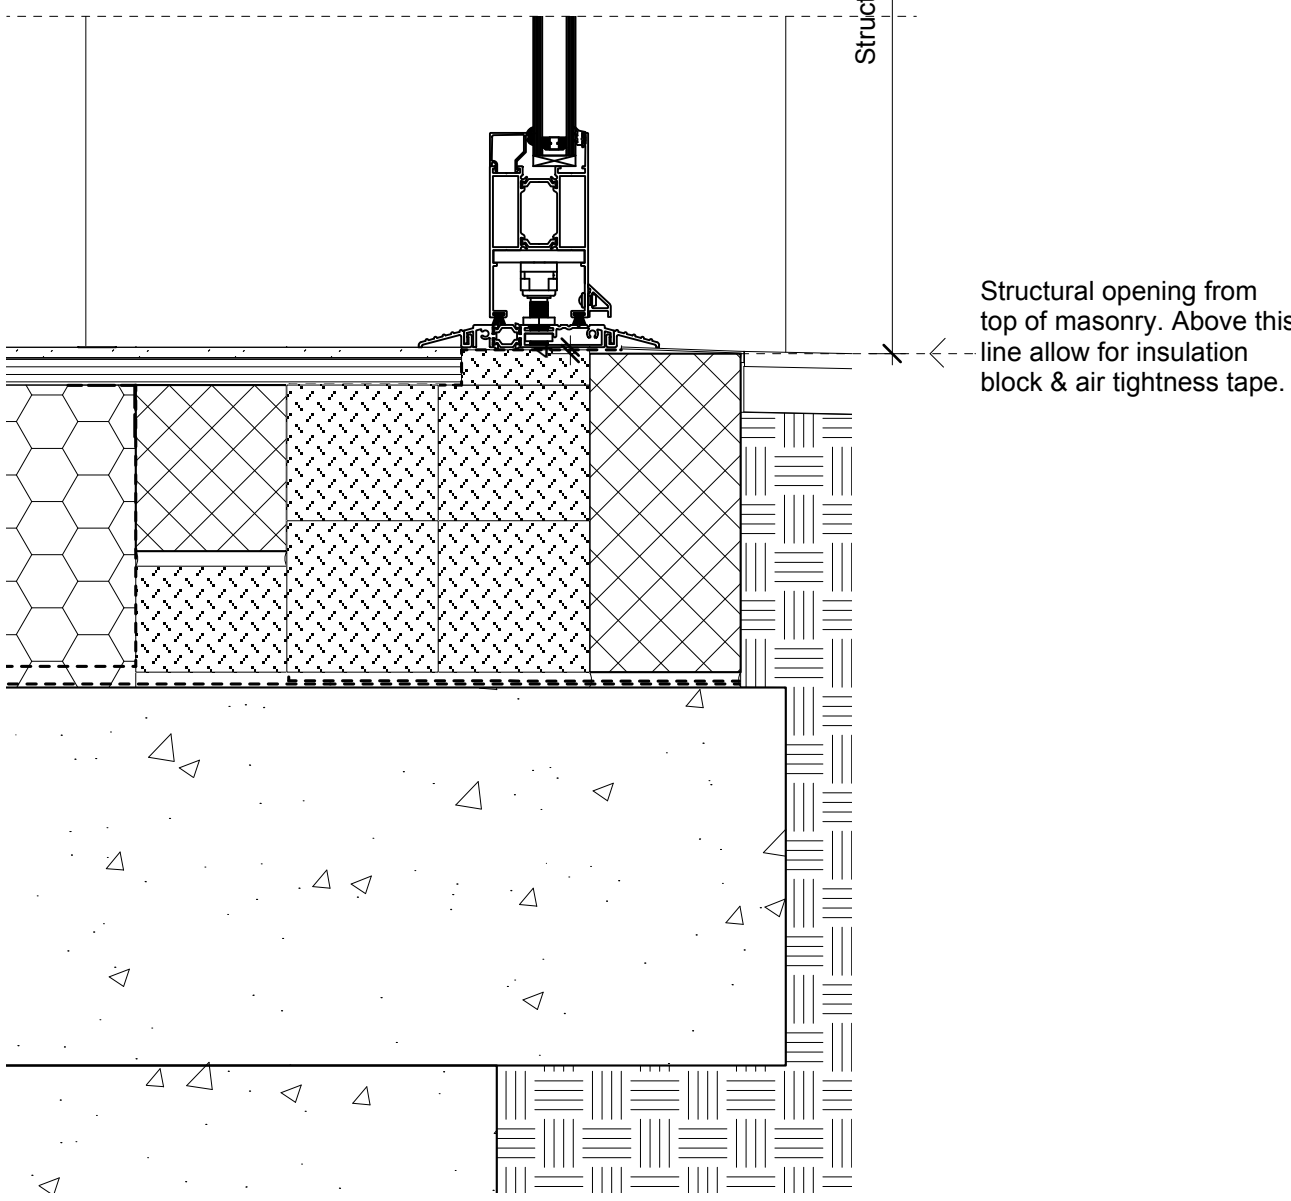 Struct
Structural opening from
top of masonry. Above this
line allow for insulation
block & air tightness tape.